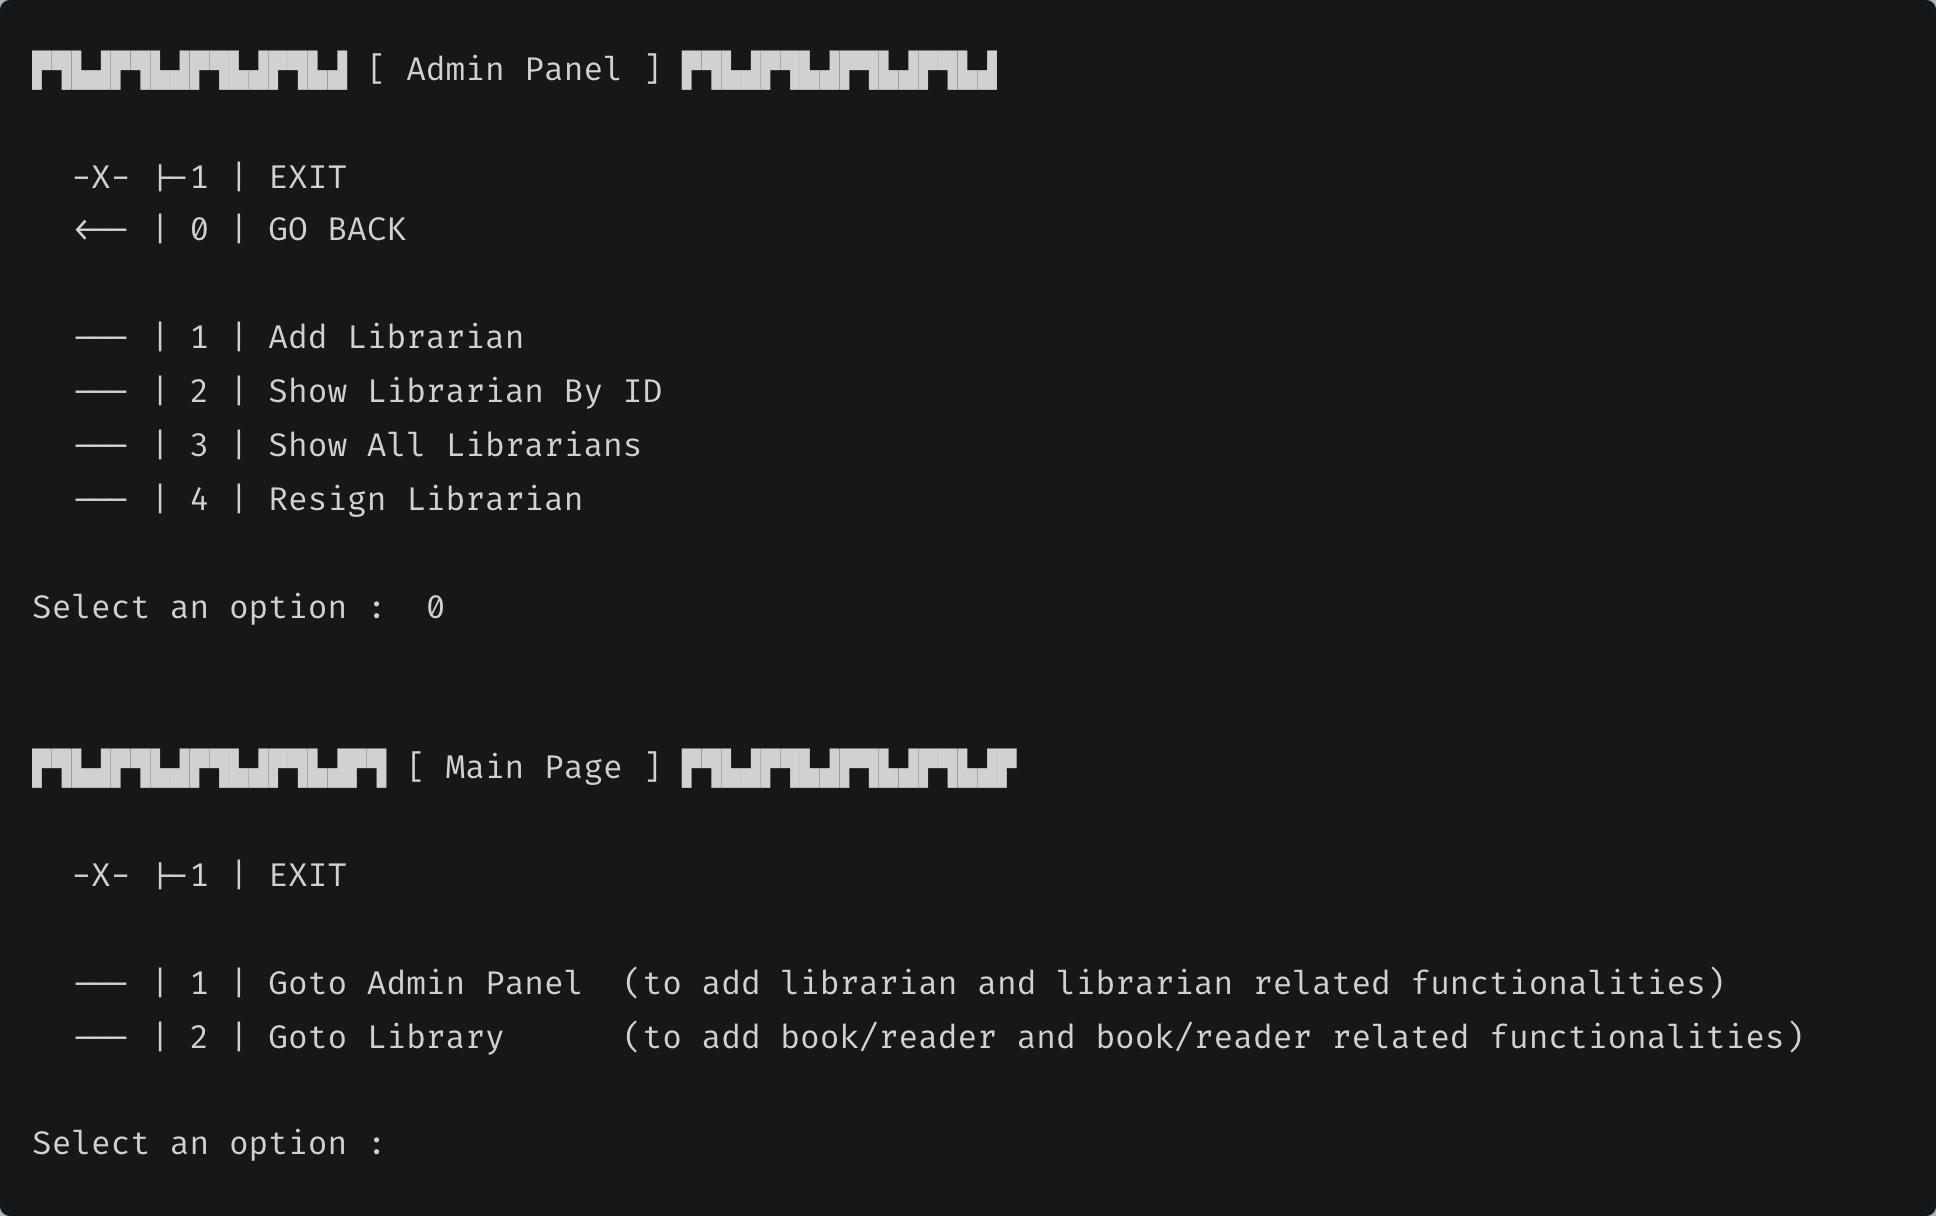 [ Admin Panel ]
-X- |-1 | EXIT
<-- | 0 | GO BACK
--- | 1 | Add Librarian
--- | 2 | Show Librarian By ID
--- | 3 | Show All Librarians
--- | 4 | Resign Librarian
Select an option :  0
[ Main Page ]
-X- |-1 | EXIT
--- | 1 | Goto Admin Panel  (to add librarian and librarian related functionalities)
--- | 2 | Goto Library      (to add book/reader and book/reader related functionalities)
Select an option :